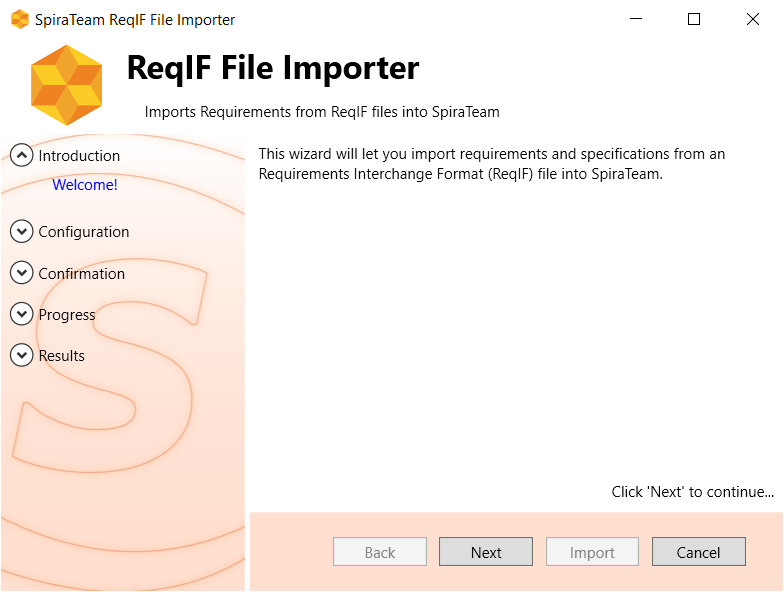 SpiraTeam ReqIF File Importer
ReqIF File Importer
Imports Requirements from ReqIF files into SpiraTeam
Introduction
Welcome!
Configuration
Confirmation
Progress
Results
This wizard will let you import requirements and specifications from an
Requirements Interchange Format (ReqIF) file into SpiraTeam.
Click 'Next' to continue...
Back Next Import Cancel